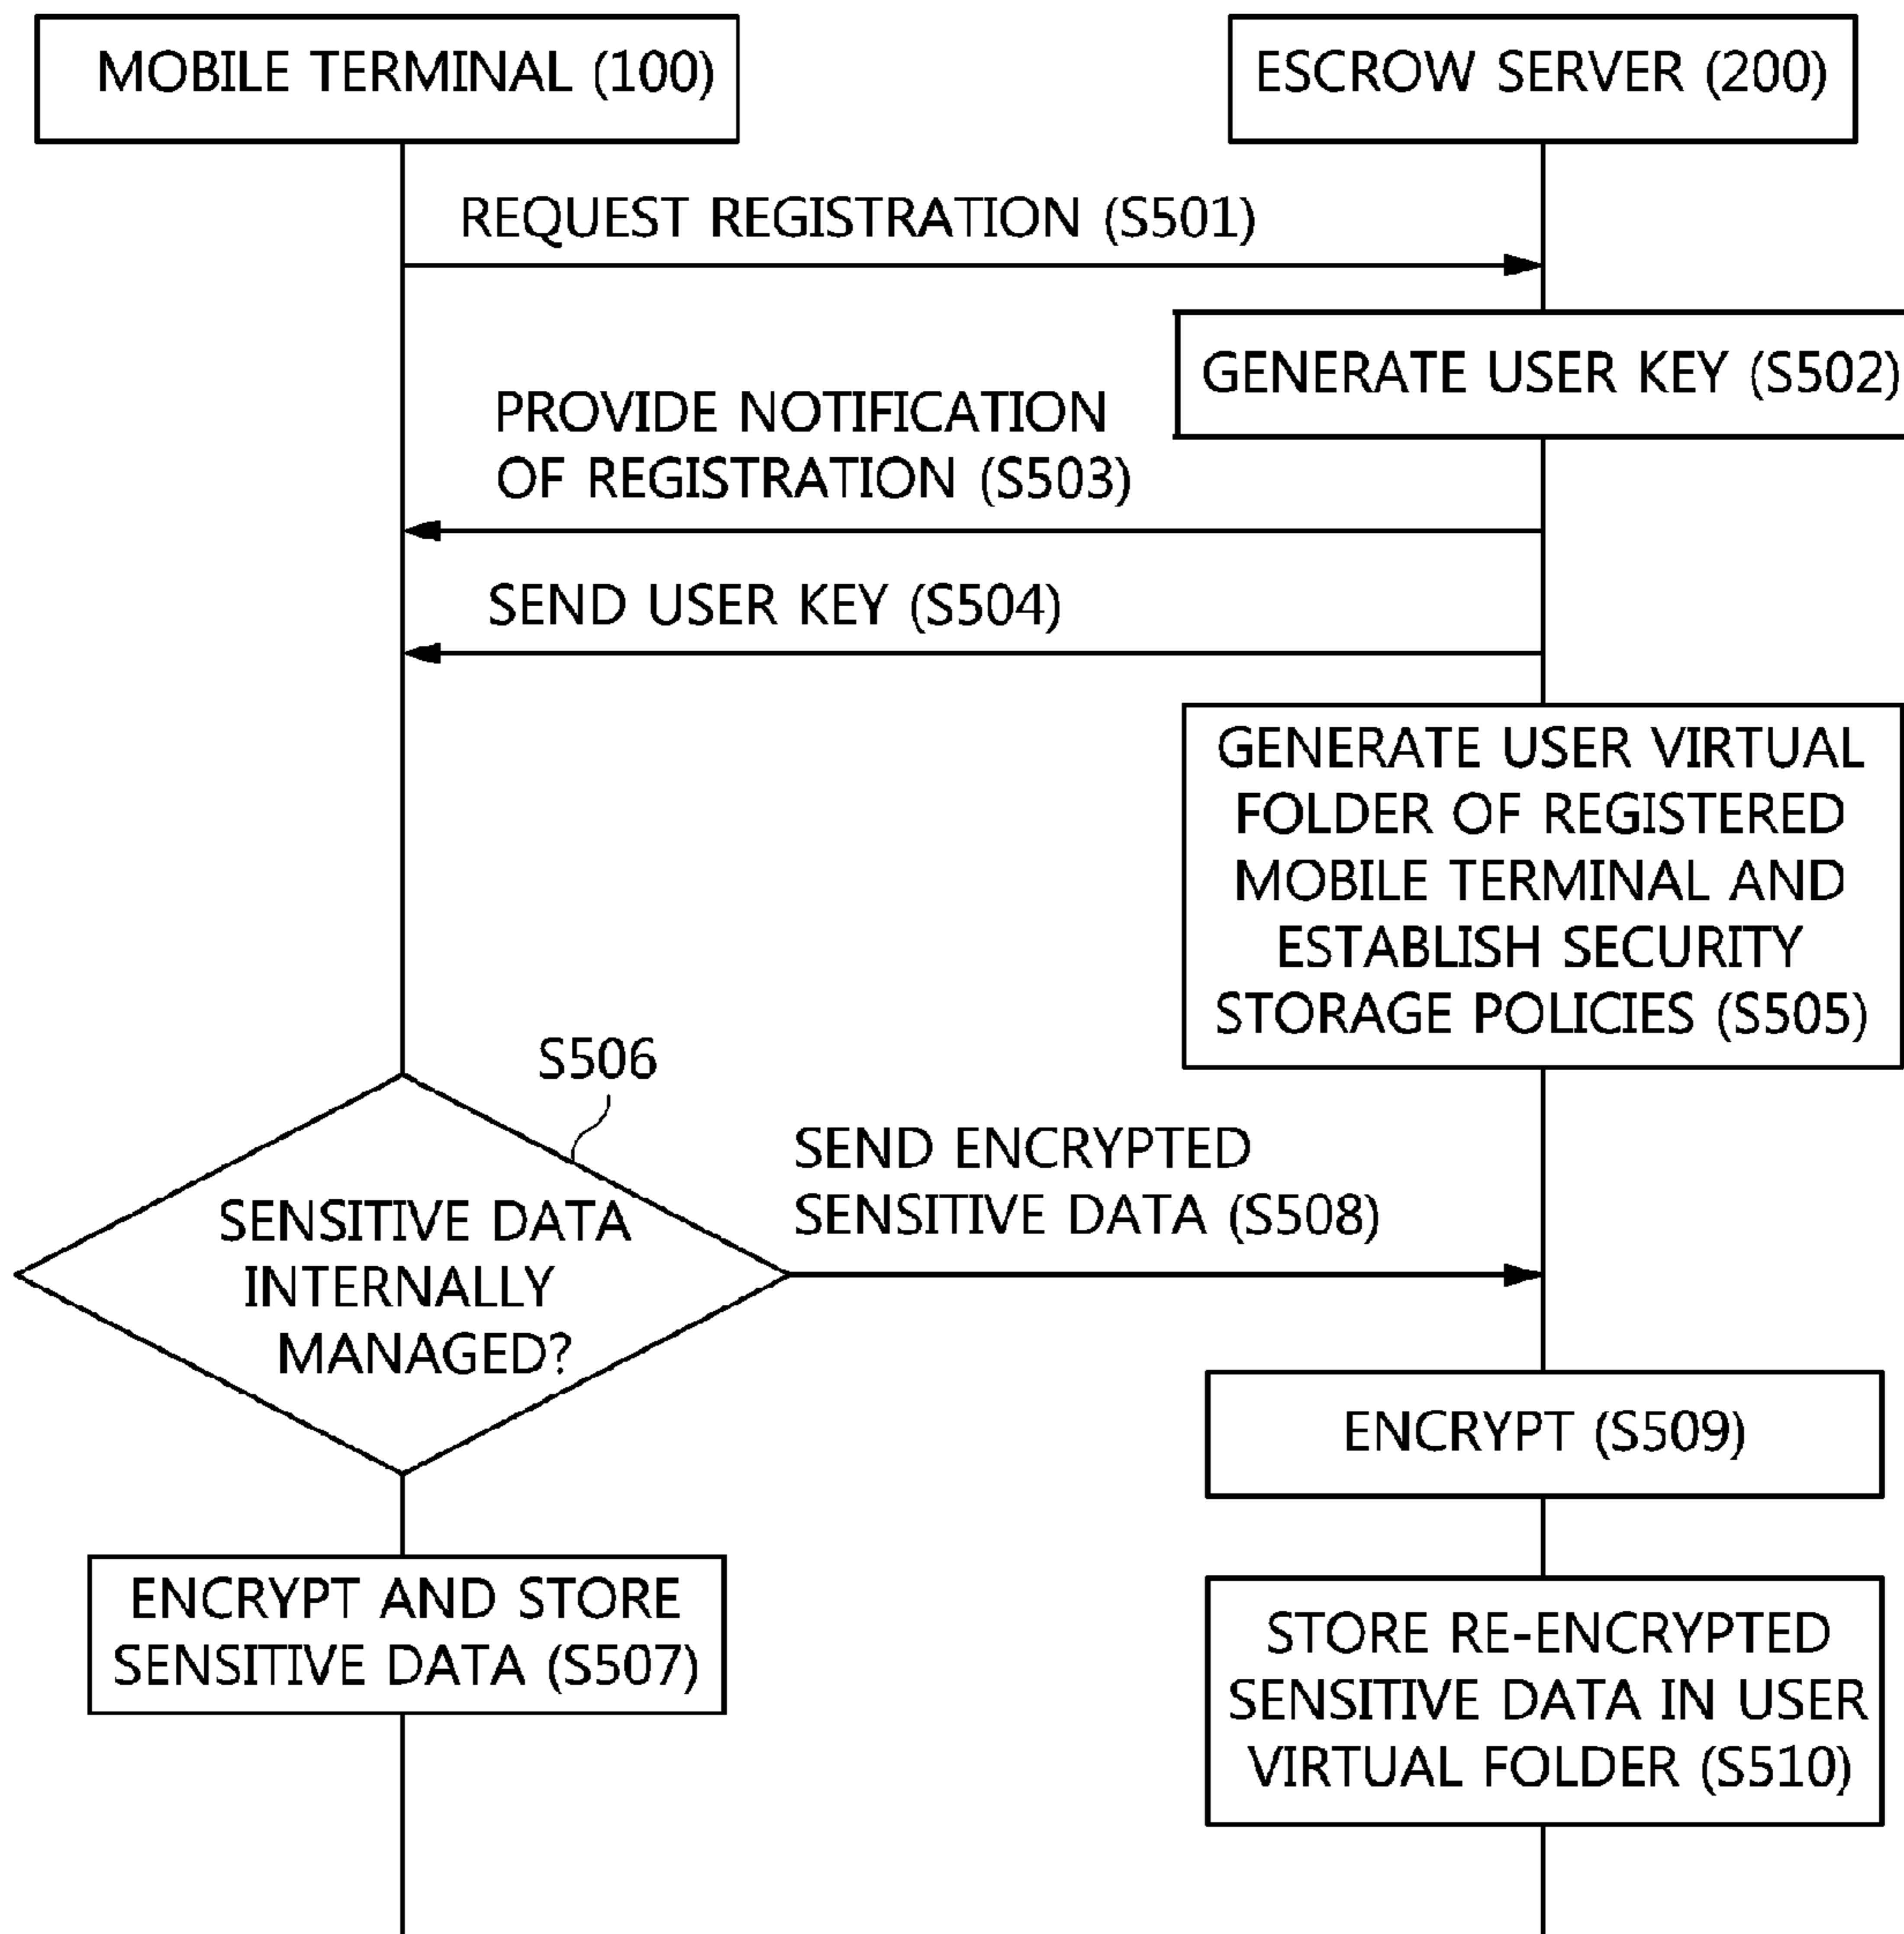 MOBILE TERMINAL (100)
ESCROW SERVER (200)
REQUEST REGISTRATION (S501)
GENERATE USER KEY (S502)
PROVIDE NOTIFICATION
OF REGISTRATION (S503)
SEND USER KEY (S504)
GENERATE USER VIRTUAL
FOLDER OF REGISTERED
MOBILE TERMINAL AND
ESTABLISH SECURITY
STORAGE POLICIES (S505)
S506
SENSITIVE DATA
INTERNALLY
MANAGED?
SEND ENCRYPTED
SENSITIVE DATA (S508)
ENCRYPT (S509)
ENCRYPT AND STORE
SENSITIVE DATA (S507)
STORE RE-ENCRYPTED
SENSITIVE DATA IN USER
VIRTUAL FOLDER (S510)